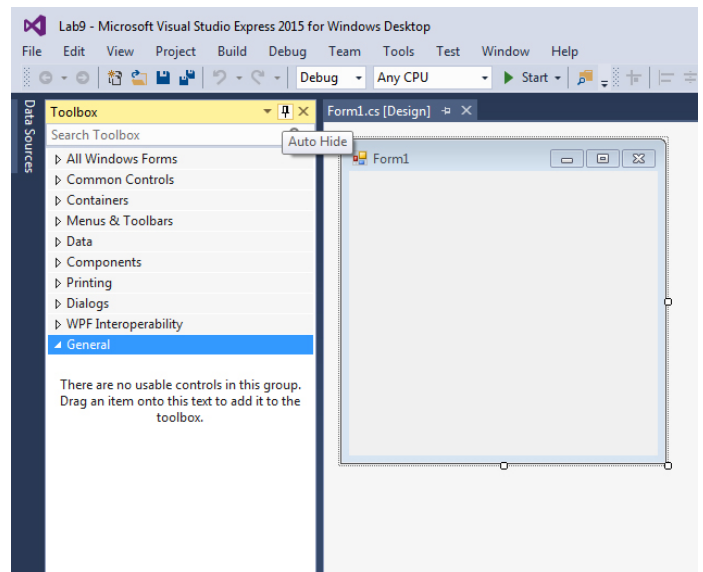 Lab9 - Microsoft Visual Studio Express 2015 for Windows Desktop
File Edit View Project Build Debug Team Tools Test Window Help
Debug Any CPU Start
Data Sources
Toolbox
Form1.cs [Design]
Search Toolbox
Auto Hide
Form1
All Windows Forms
Common Controls
Containers
Menus & Toolbars
Data
Components
Printing
Dialogs
WPF Interoperability
General
There are no usable controls in this group.
Drag an item onto this text to add it to the
toolbox.